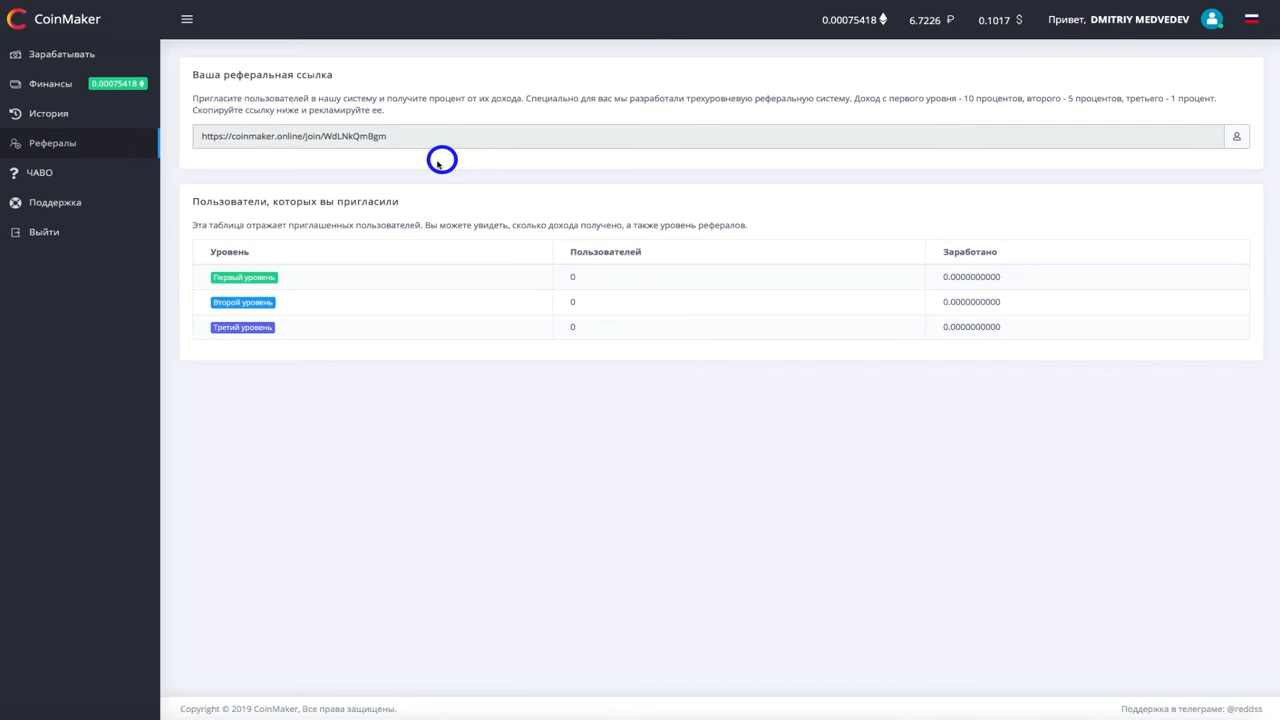 CoinMaker
0.00075418
6.7226 ₽
0.1017 $
Привет, DMITRIY MEDVEDEV
Зарабатывать
Финансы 0.00075418
История
Рефералы
ЧАВО
Поддержка
Выйти
Ваша реферальная ссылка
Пригласите пользователей в нашу систему и получите процент от их дохода. Специально для вас мы разработали трехуровневую реферальную систему. Доход с первого уровня - 10 процентов, второго - 5 процентов, третьего - 1 процент.
Скопируйте ссылку ниже и рекламируйте ее.
https://coinmaker.online/join/WdLNkQmBgm
Пользователи, которых вы пригласили
Эта таблица отражает приглашенных пользователей. Вы можете увидеть, сколько дохода получено, а также уровень рефералов.
Уровень Пользователей Заработано
Первый уровень 0 0.0000000000
Второй уровень 0 0.0000000000
Третий уровень 0 0.0000000000
Copyright © 2019 CoinMaker, Все права защищены.
Поддержка в телеграме: @reddss